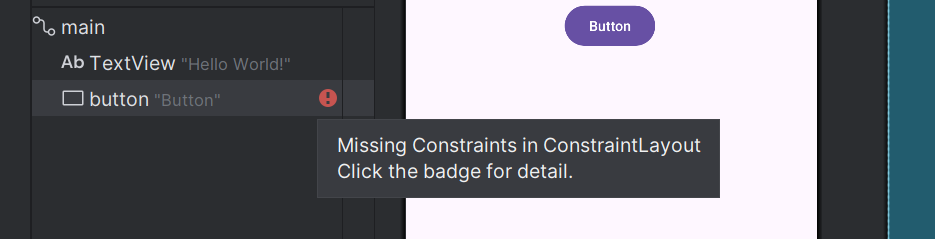 main
Button
Ab TextView "Hello World!"
button "Button"
Missing Constraints in ConstraintLayout
Click the badge for detail.